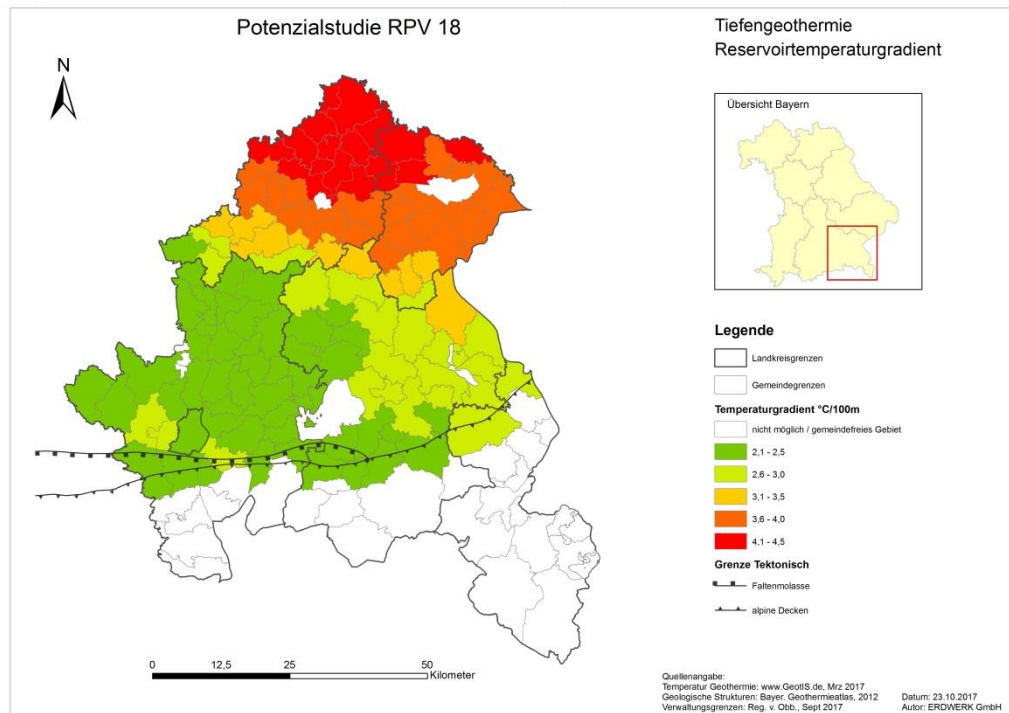 Potenzialstudie RPV 18
Tiefengeothermie
Reservoirtemperaturgradient
N
Übersicht Bayern
Legende
Landkreisgrenzen
Gemeindegrenzen
Temperaturgradient °C/100m
nicht möglich / gemeindefreies Gebiet
2,1 - 2,5
2,6 - 3,0
3,1 - 3,5
3,6 - 4,0
4,1 - 4,5
Grenze Tektonisch
Faltenmolasse
alpine Decken
0 12,5 25 50
Kilometer
Quellenangabe:
Temperatur Geothermie: www.GeotIS.de, Mrz 2017
Geologische Strukturen: Bayer. Geothermieatlas, 2012 Datum: 23.10.2017
Verwaltungsgrenzen: Reg. v. Obb., Sept 2017 Autor: ERDWERK GmbH